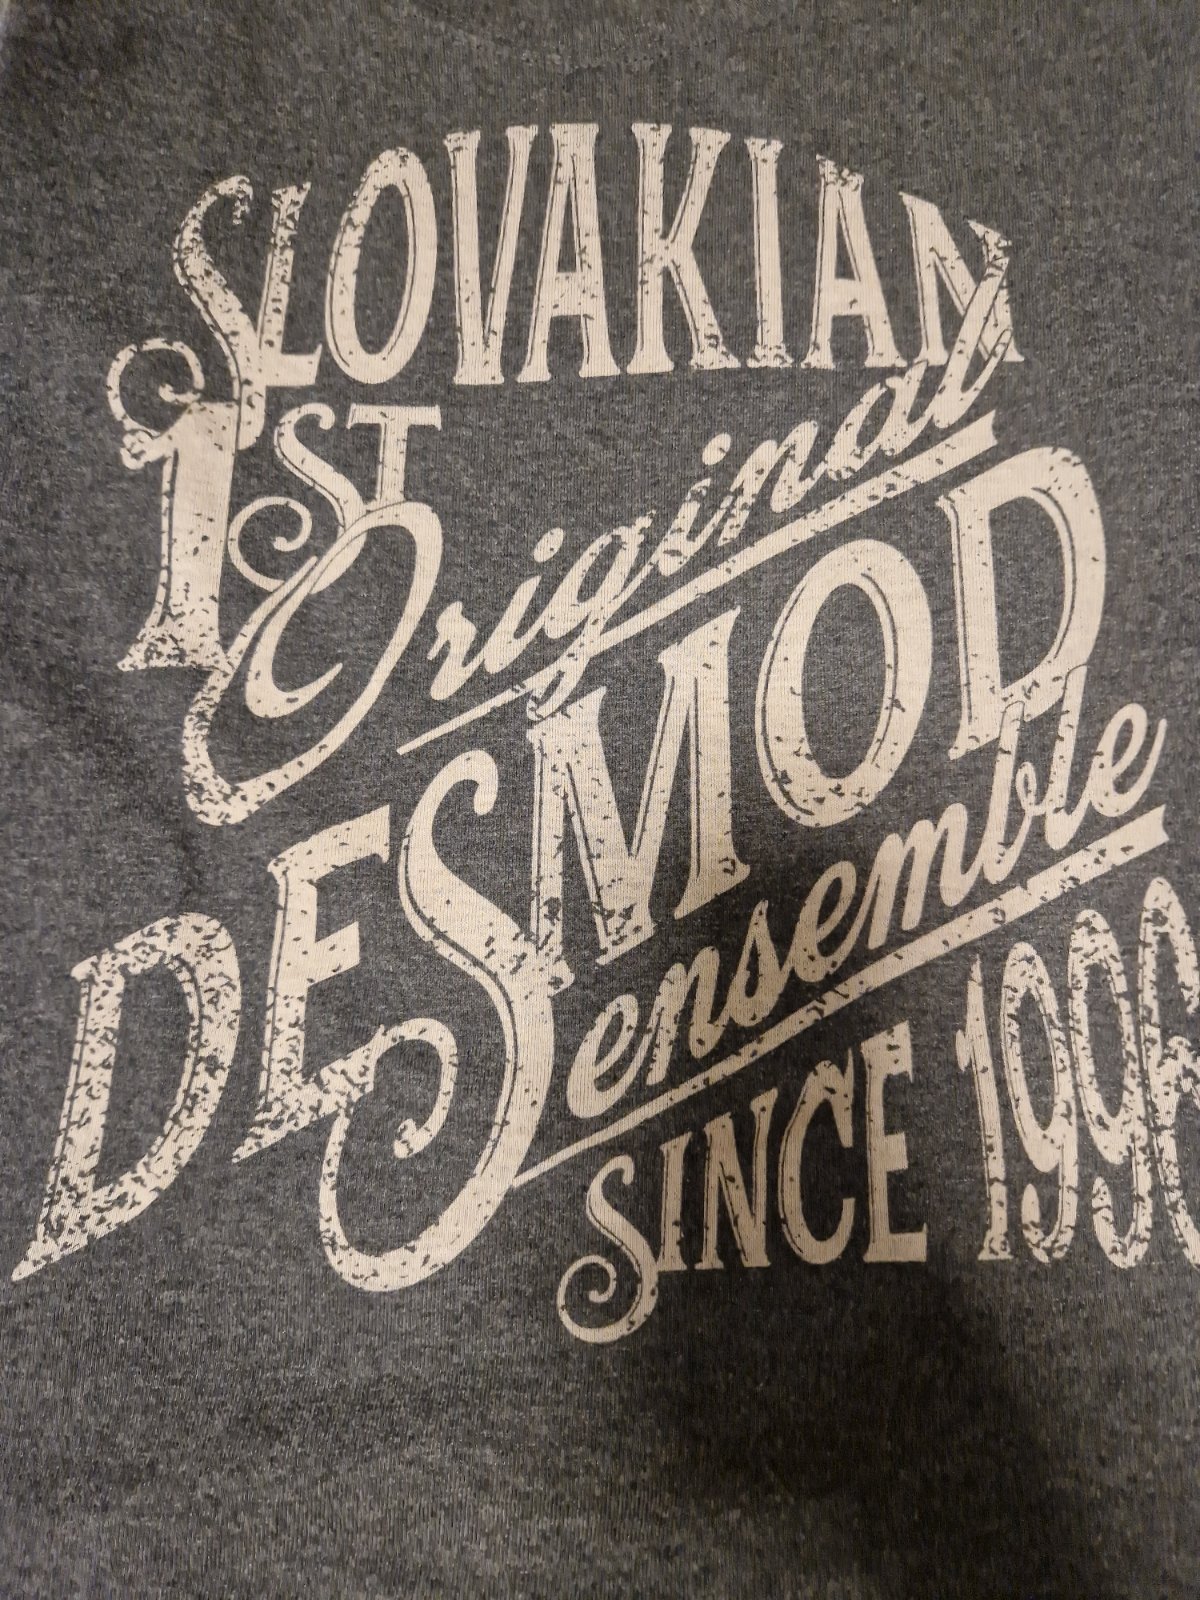 SLOVAKIAN
1ST Original
DESMOD
ensemble
SINCE 1996